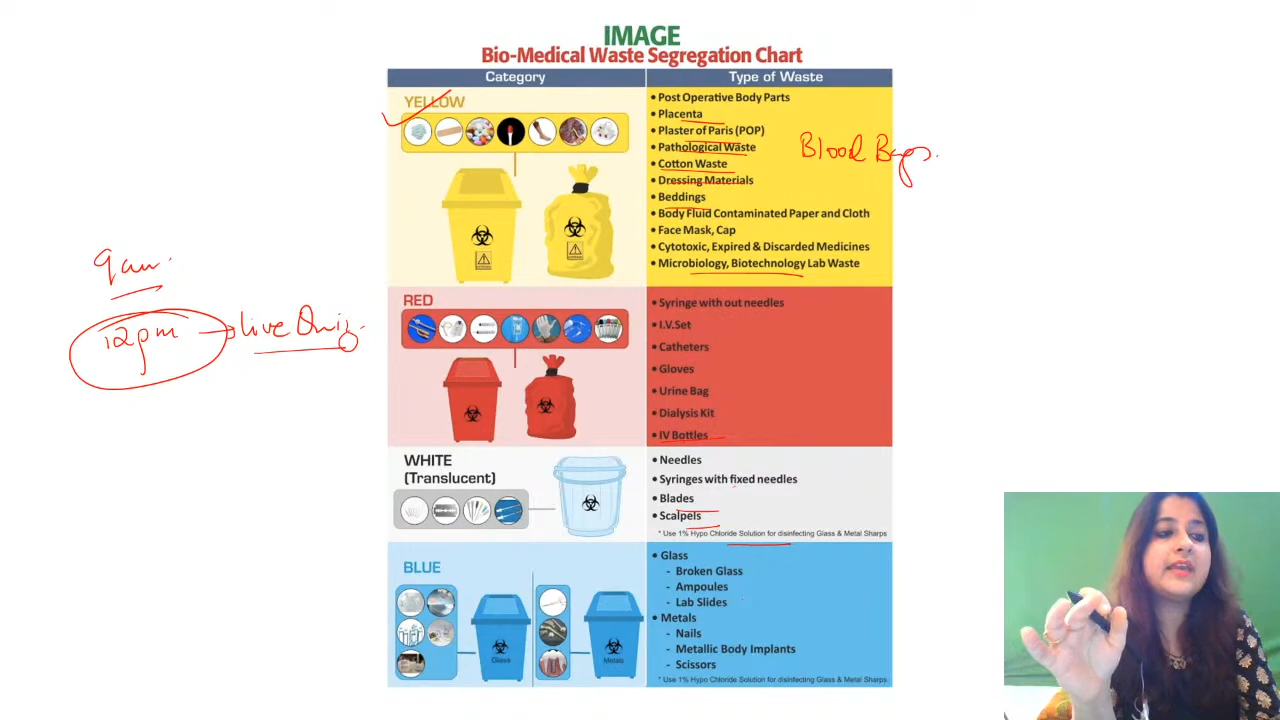 IMAGE
Bio-Medical Waste Segregation Chart
Category
Type of Waste
YELLOW
• Post Operative Body Parts
• Placenta
• Plaster of Paris (POP)
• Pathological Waste
• Cotton Waste
• Dressing Materials
• Beddings
• Body Fluid Contaminated Paper and Cloth
• Face Mask, Cap
• Cytotoxic, Expired & Discarded Medicines
• Microbiology, Biotechnology Lab Waste
Blood Bags.
9am.
12pm → live Quiz.
RED
• Syringe with out needles
• I.V.Set
• Catheters
• Gloves
• Urine Bag
• Dialysis Kit
• IV Bottles
WHITE
(Translucent)
• Needles
• Syringes with fixed needles
• Blades
• Scalpels
* Use 1% Hypo Chloride Solution for disinfecting Glass & Metal Sharps
BLUE
Glass
Metals
• Glass
- Broken Glass
- Ampoules
- Lab Slides
• Metals
- Nails
- Metallic Body Implants
- Scissors
* Use 1% Hypo Chloride Solution for disinfecting Glass & Metal Sharps